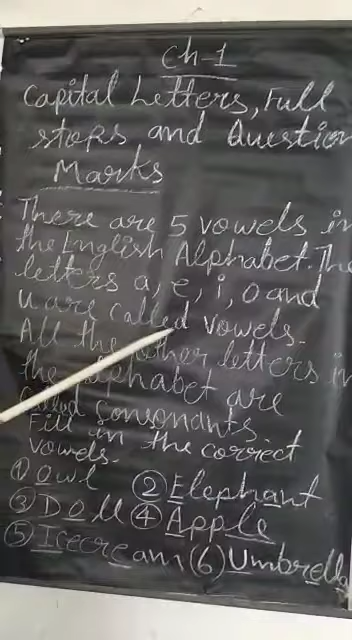 Ch-1
Capital Letters, Full
stops and Question
Marks
There are 5 vowels in
the English Alphabet. The
letters a, e, i, o and
u are called vowels.
All the other letters in
the alphabet are
called consonants.
Fill in the correct
vowels.
① Owl ② Elephant
③ Doll ④ Apple
⑤ Icecream (6) Umbrella